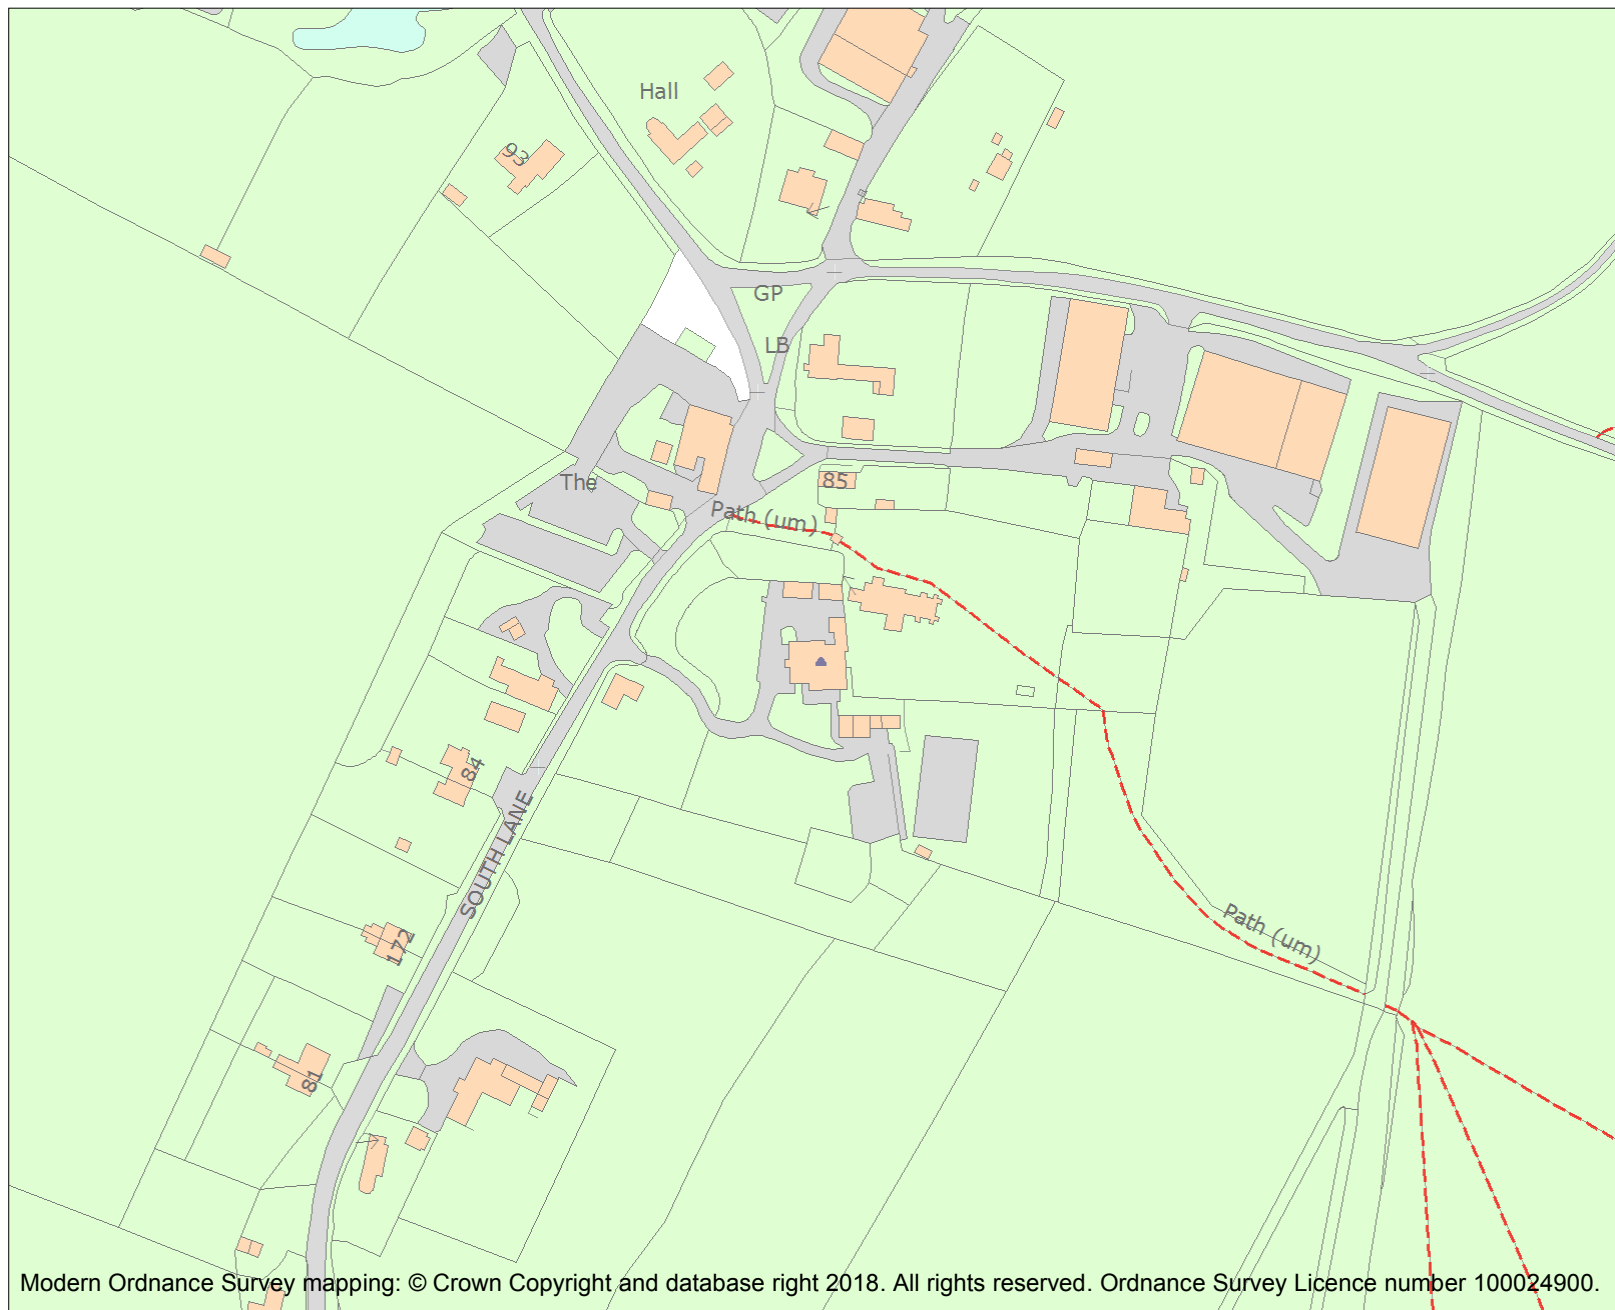 Hall
93
GP
LB
The
85
Path (um)
84
SOUTH LANE
172
Path (um)
81
Modern Ordnance Survey mapping: © Crown Copyright and database right 2018. All rights reserved. Ordnance Survey Licence number 100024900.